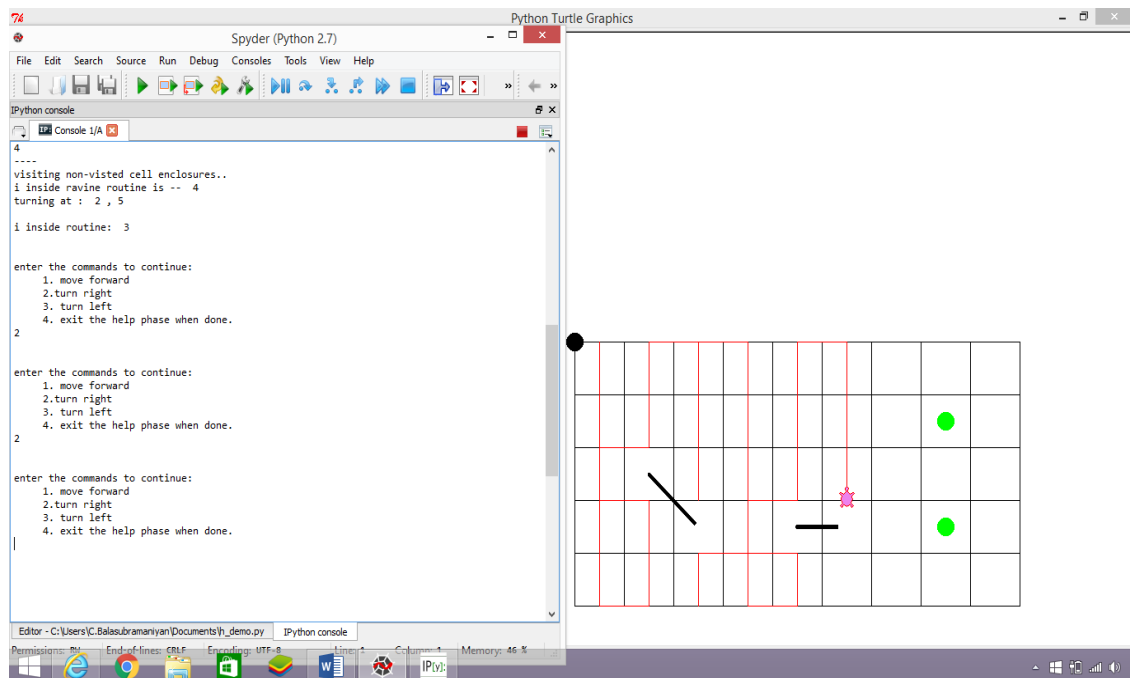 Python Turtle Graphics
Spyder (Python 2.7)
File Edit Search Source Run Debug Consoles Tools View Help
IPython console
Console 1/A
4
----
visiting non-visted cell enclosures..
i inside ravine routine is -- 4
turning at : 2 , 5
i inside routine: 3
enter the commands to continue:
1. move forward
2.turn right
3. turn left
4. exit the help phase when done.
2
enter the commands to continue:
1. move forward
2.turn right
3. turn left
4. exit the help phase when done.
2
enter the commands to continue:
1. move forward
2.turn right
3. turn left
4. exit the help phase when done.
Editor - C:\Users\C.Balasubramaniyan\Documents\h_demo.py IPython console
Permissions: RW End-of-lines: CRLF Encoding: UTF-8 Column: 1 Memory: 46 %
IP[y]: